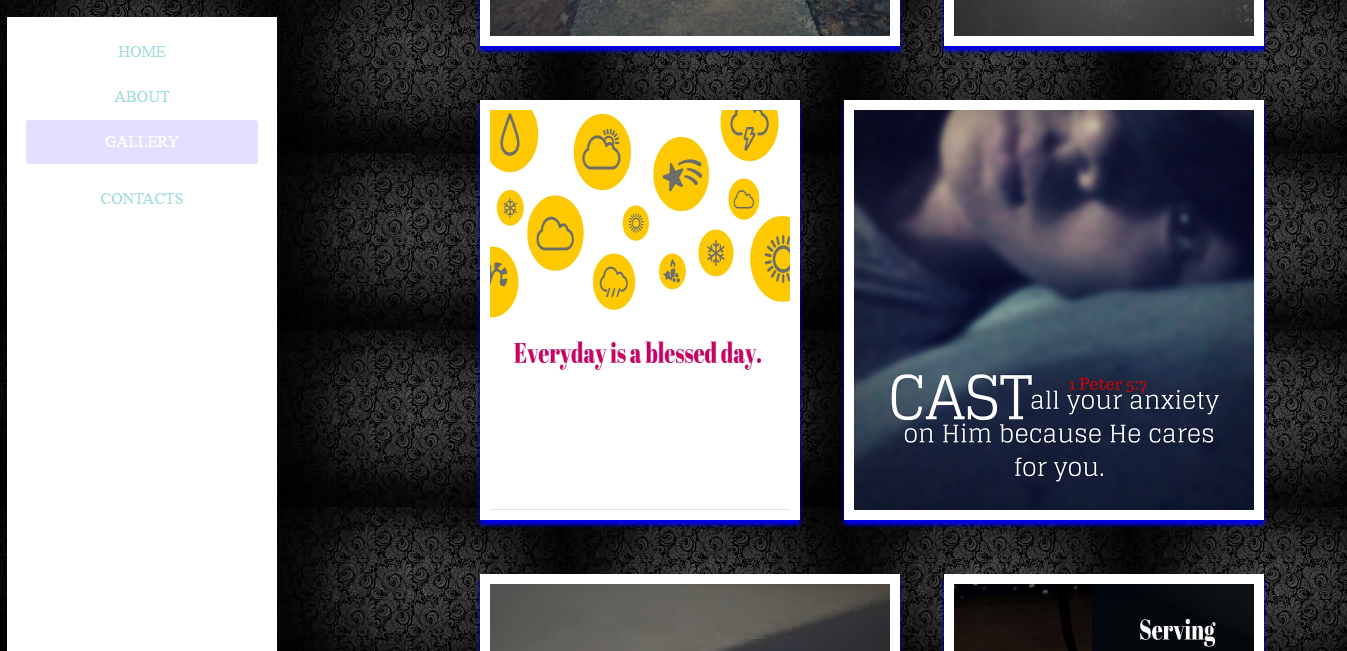 HOME
ABOUT
GALLERY
CONTACTS
Everyday is a blessed day.
1 Peter 5:7
CAST all your anxiety
on Him because He cares
for you.
Serving